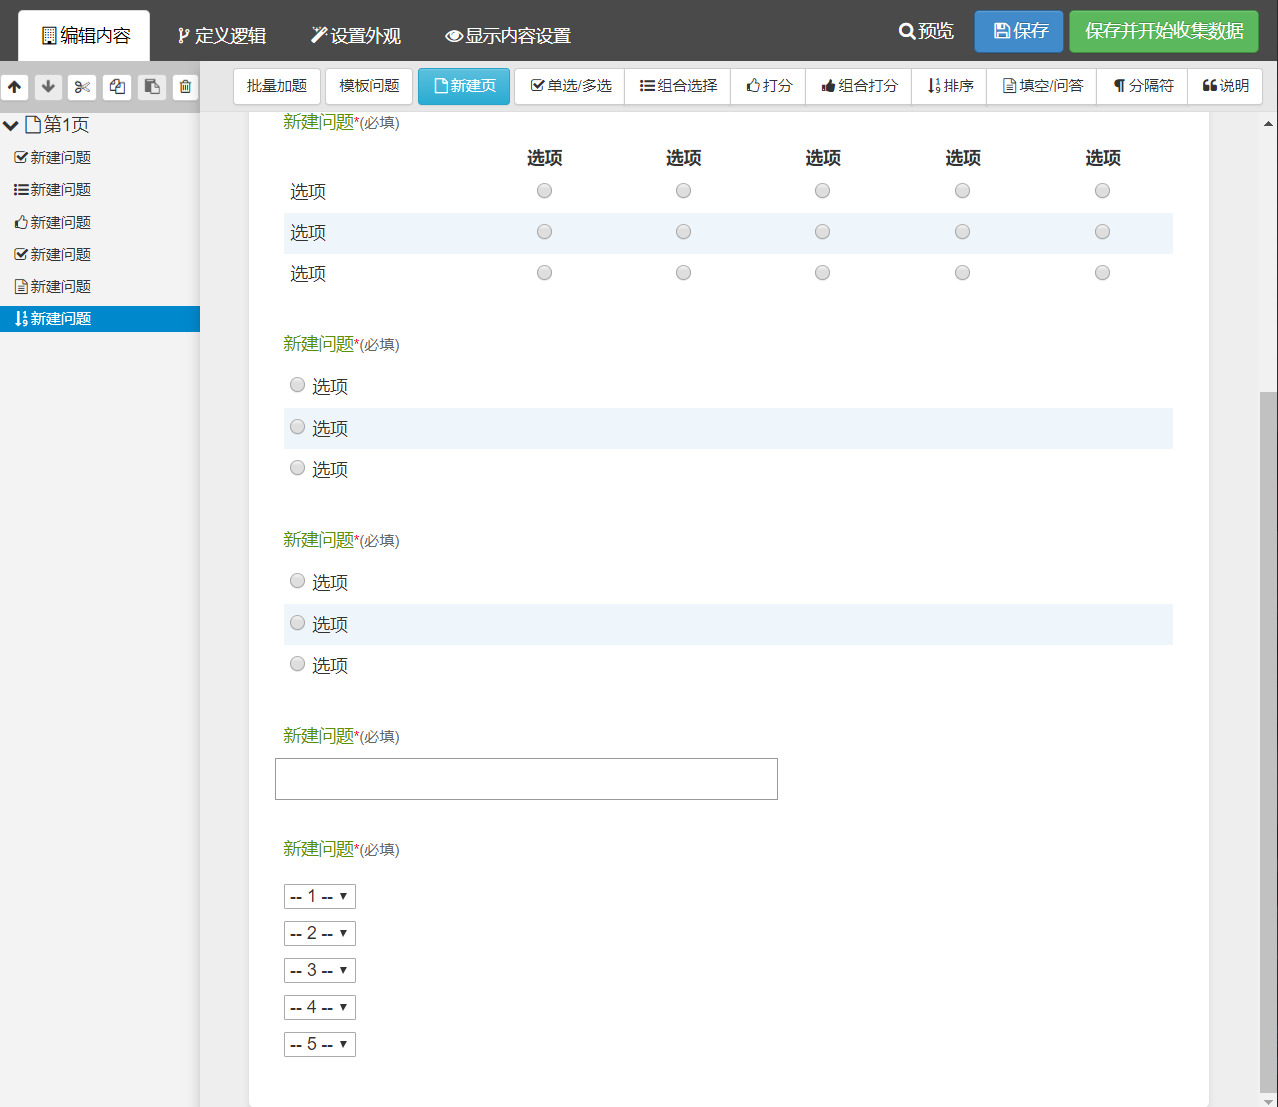 编辑内容 定义逻辑 设置外观 显示内容设置 预览 保存 保存并开始收集数据
批量加题 模板问题 新建页 单选/多选 组合选择 打分 组合打分 排序 填空/问答 分隔符 说明
第1页
新建问题
新建问题
新建问题
新建问题
新建问题
新建问题
新建问题*(必填)
选项 选项 选项 选项 选项
选项
选项
选项
新建问题*(必填)
选项
选项
选项
新建问题*(必填)
选项
选项
选项
新建问题*(必填)
新建问题*(必填)
-- 1 --
-- 2 --
-- 3 --
-- 4 --
-- 5 --